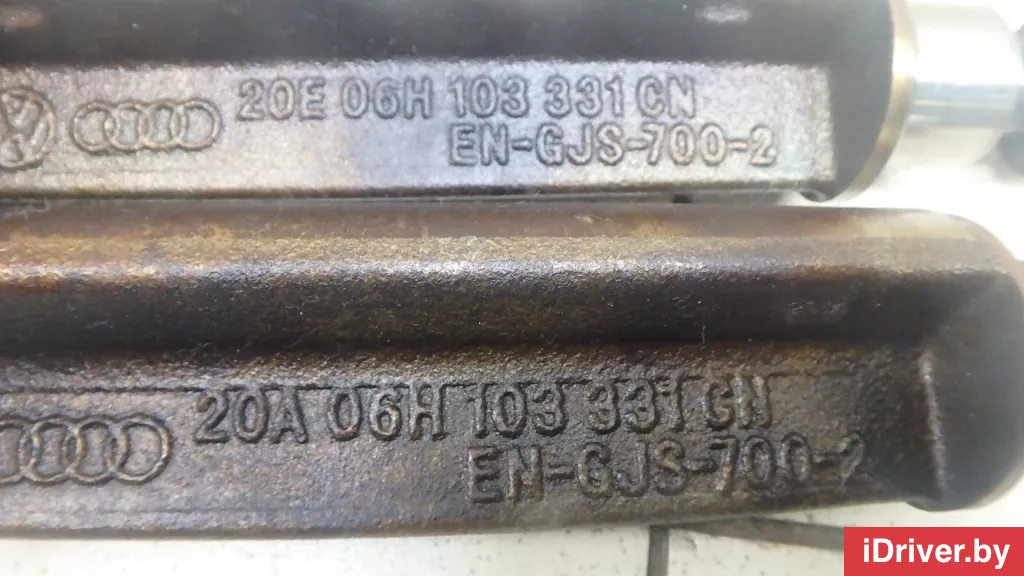 20E 06H 103 331 CN
EN-GJS-700-2
20A 06H 103 331 CN
EN-GJS-700-2
iDriver.by